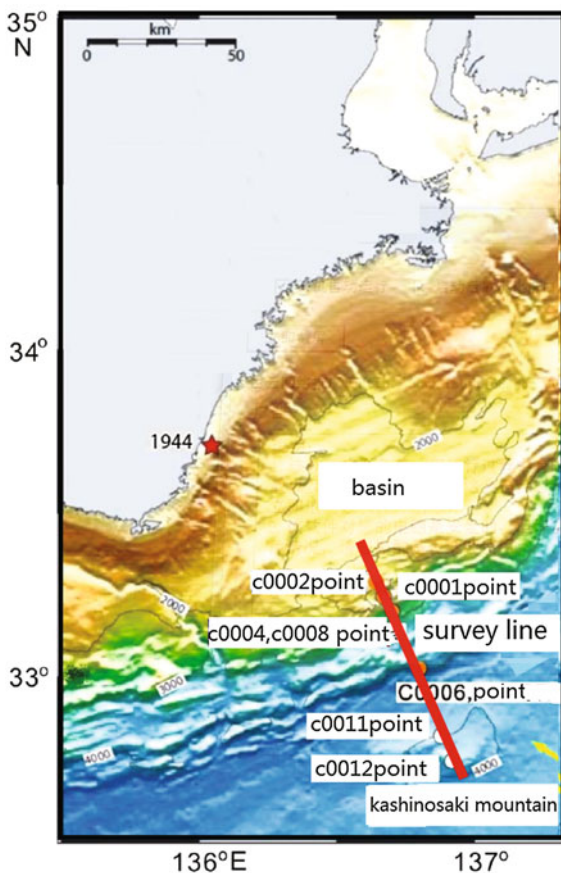 35°
N
km
0 50
34°
1944
2000
basin
c0002point
c0001point
2000
c0004,c0008 point
survey line
33°
3000
C0006,point
c0011point
4000
c0012point
4000
kashinosaki mountain
136°E
137°